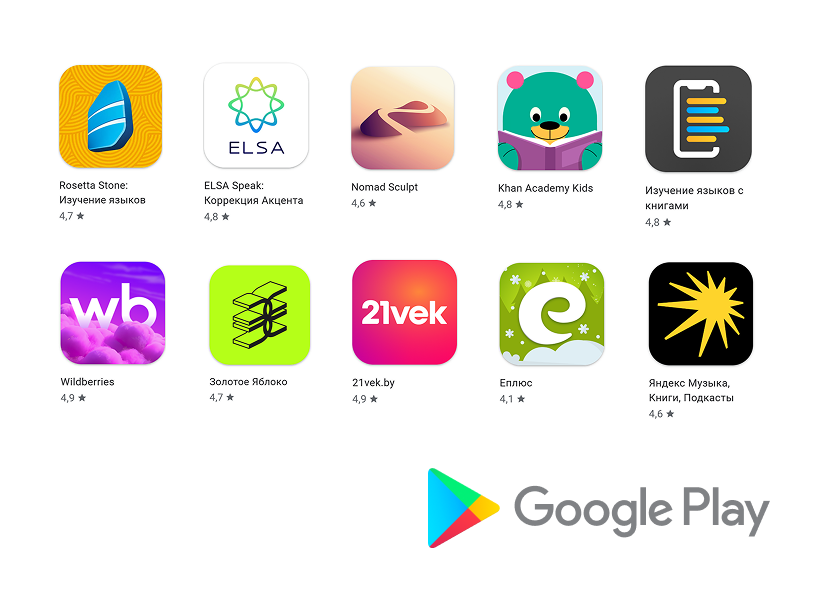 ELSA
Rosetta Stone:
Изучение языков
4,7 ★
ELSA Speak:
Коррекция Акцента
4,8 ★
Nomad Sculpt
4,6 ★
Khan Academy Kids
4,8 ★
Изучение языков с
книгами
4,8 ★
wb
21vek
e
Wildberries
4,9 ★
Золотое Яблоко
4,7 ★
21vek.by
4,9 ★
Еплюс
4,1 ★
Яндекс Музыка,
Книги, Подкасты
4,6 ★
Google Play